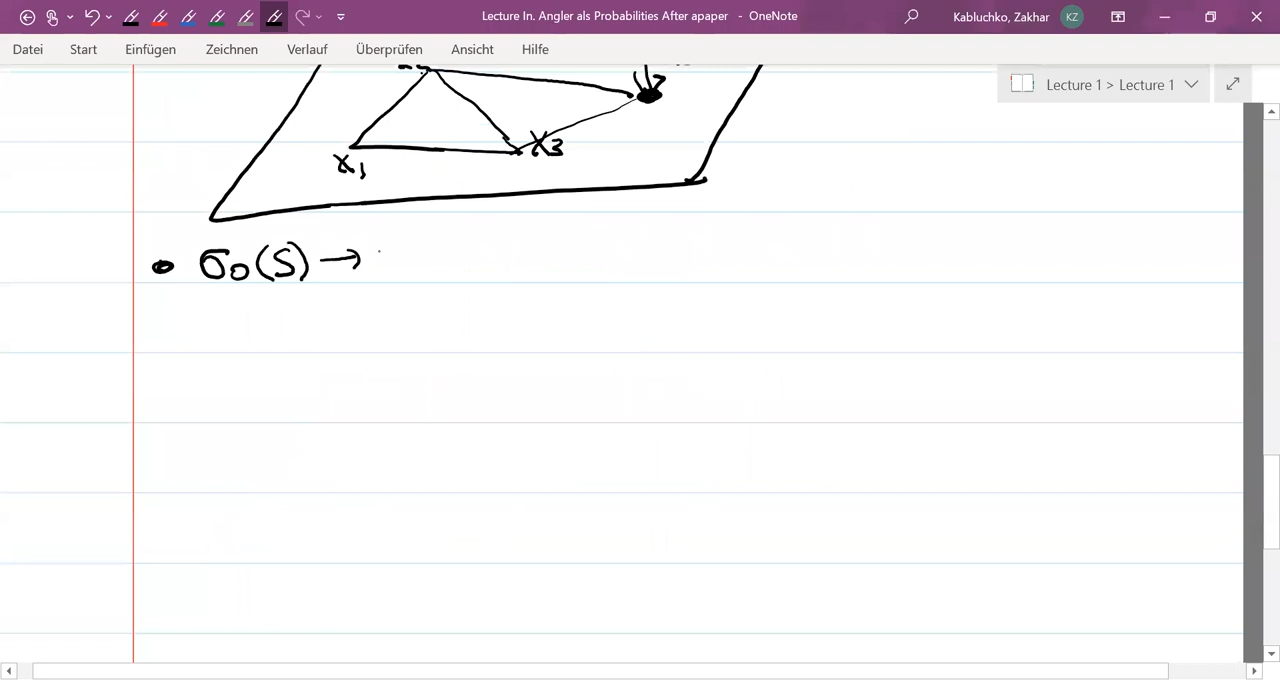 Lecture In. Angler als Probabilities After apaper - OneNote
Kabluchko, Zakhar KZ
Datei Start Einfügen Zeichnen Verlauf Überprüfen Ansicht Hilfe
Lecture 1 > Lecture 1
X3
X1
• σ0(S) →